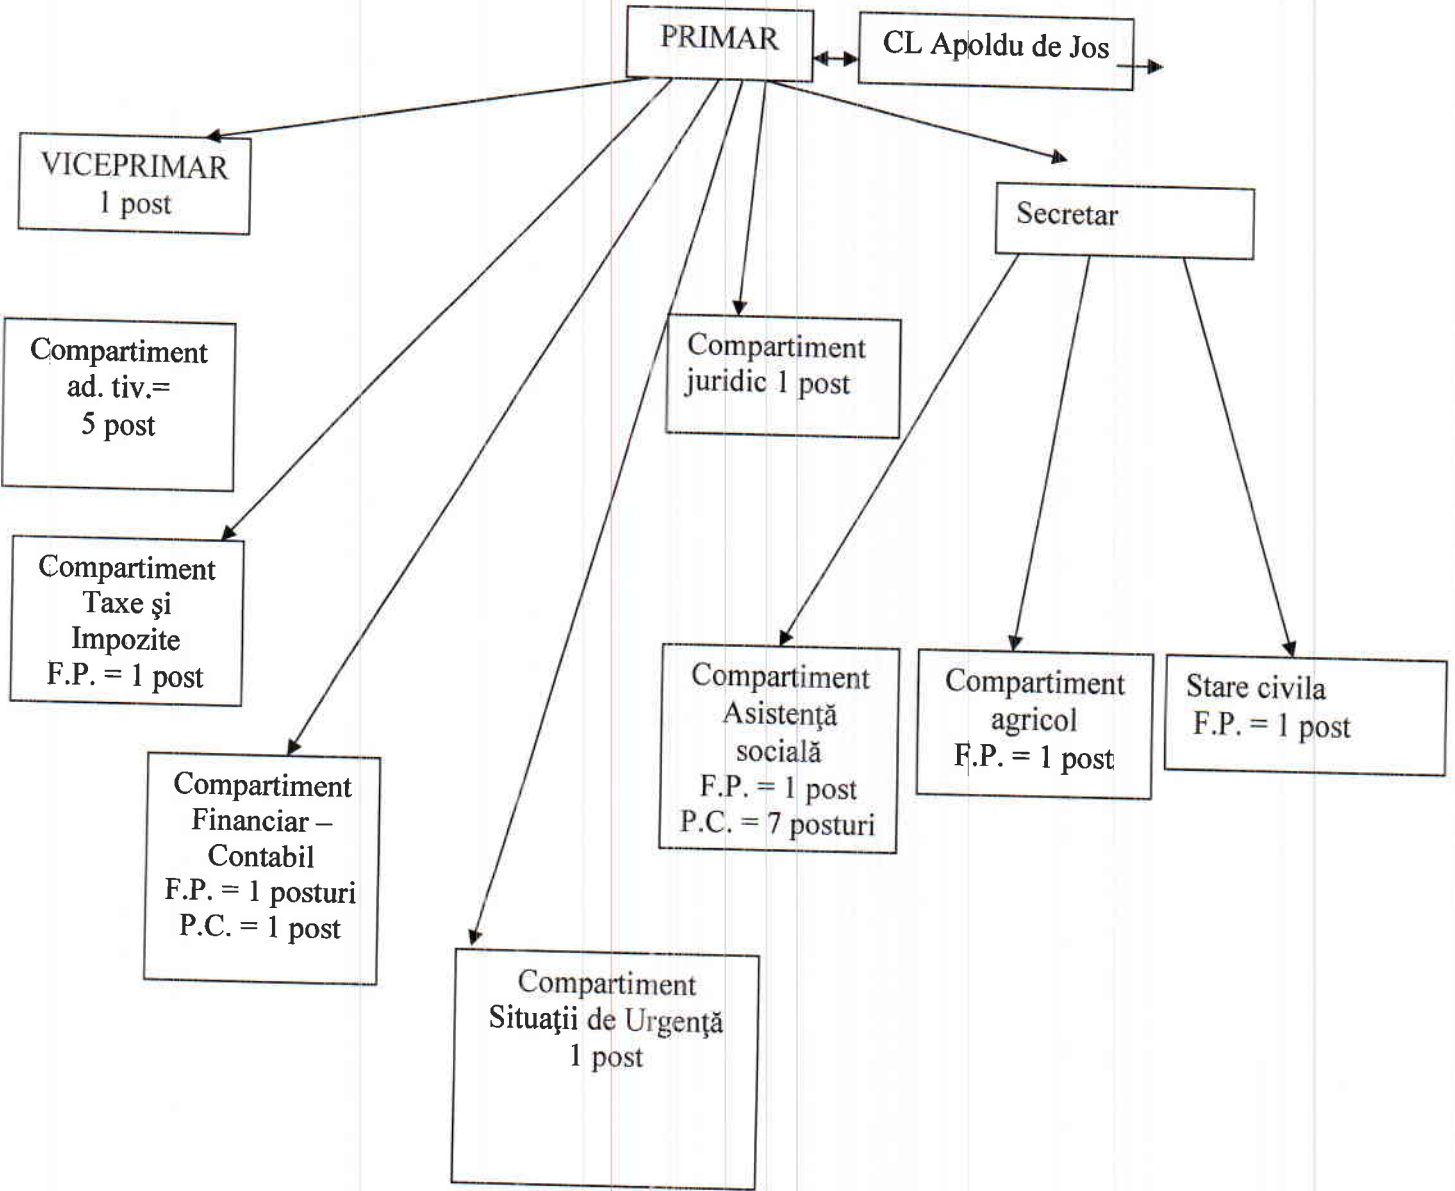 PRIMAR
CL Apoldu de Jos
VICEPRIMAR
1 post
Secretar
Compartiment
ad. tiv.=
5 post
Compartiment
juridic 1 post
Compartiment
Taxe şi
Impozite
F.P. = 1 post
Compartiment
Asistenţă
socială
F.P. = 1 post
P.C. = 7 posturi
Compartiment
agricol
F.P. = 1 post
Stare civila
F.P. = 1 post
Compartiment
Financiar –
Contabil
F.P. = 1 posturi
P.C. = 1 post
Compartiment
Situaţii de Urgenţă
1 post